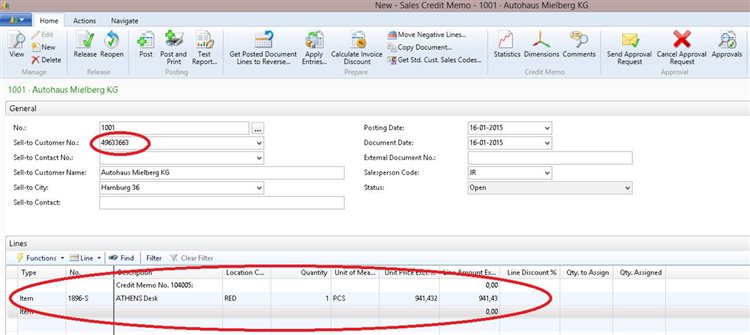 New - Sales Credit Memo - 1001 · Autohaus Mielberg KG
Home Actions Navigate
View Edit New Delete Release Reopen Post Post and Print Test Report... Get Posted Document Lines to Reverse... Apply Entries... Calculate Invoice Discount Move Negative Lines... Copy Document... Get Std. Cust. Sales Codes... Statistics Dimensions Comments Send Approval Request Cancel Approval Request Approvals
Manage Release Posting Prepare Credit Memo Approval
1001 · Autohaus Mielberg KG
General
No.: 1001 ... Posting Date: 16-01-2015
Sell-to Customer No.: 49633663 Document Date: 16-01-2015
Sell-to Contact No.: External Document No.:
Sell-to Customer Name: Autohaus Mielberg KG Salesperson Code: JR
Sell-to City: Hamburg 36 Status: Open
Sell-to Contact:
Lines
Functions Line Find Filter Clear Filter
Type No. Description Location C... Quantity Unit of Mea... Unit Price Excl. ... Line Amount Ex... Line Discount % Qty. to Assign Qty. Assigned
Credit Memo No. 104005: 0,00
Item 1896-S ATHENS Desk RED 1 PCS 941,432 941,43
Item 0,00